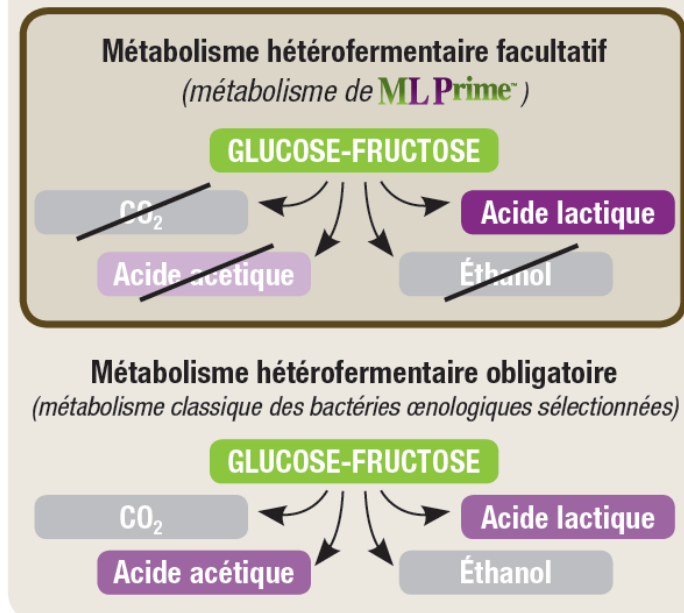 Métabolisme hétérofermentaire facultatif
(métabolisme de ML Prime™)
GLUCOSE-FRUCTOSE
CO₂
Acide lactique
Acide acétique
Éthanol
Métabolisme hétérofermentaire obligatoire
(métabolisme classique des bactéries œnologiques sélectionnées)
GLUCOSE-FRUCTOSE
CO₂
Acide lactique
Acide acétique
Éthanol